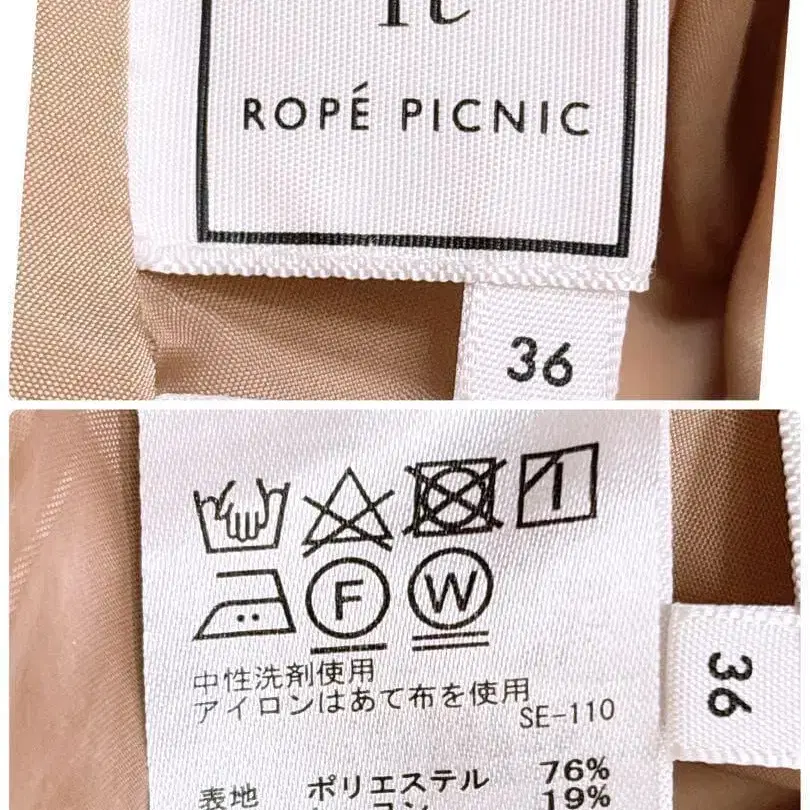 ROPÉ PICNIC
36
F W
中性洗剤使用
アイロンはあて布を使用
SE-110
36
表地 ポリエステル 76%
19%